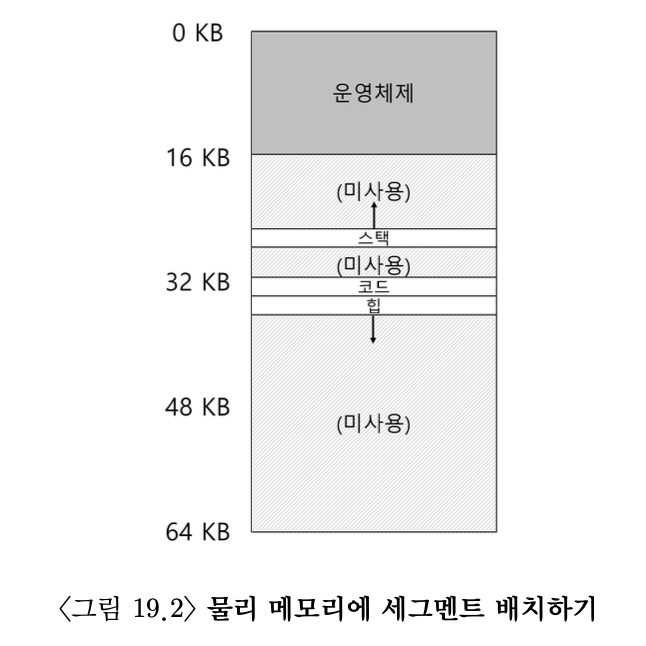 0 KB
운영체제
16 KB
(미사용)
스택
(미사용)
32 KB
코드
힙
48 KB
(미사용)
64 KB
〈그림 19.2〉 물리 메모리에 세그멘트 배치하기